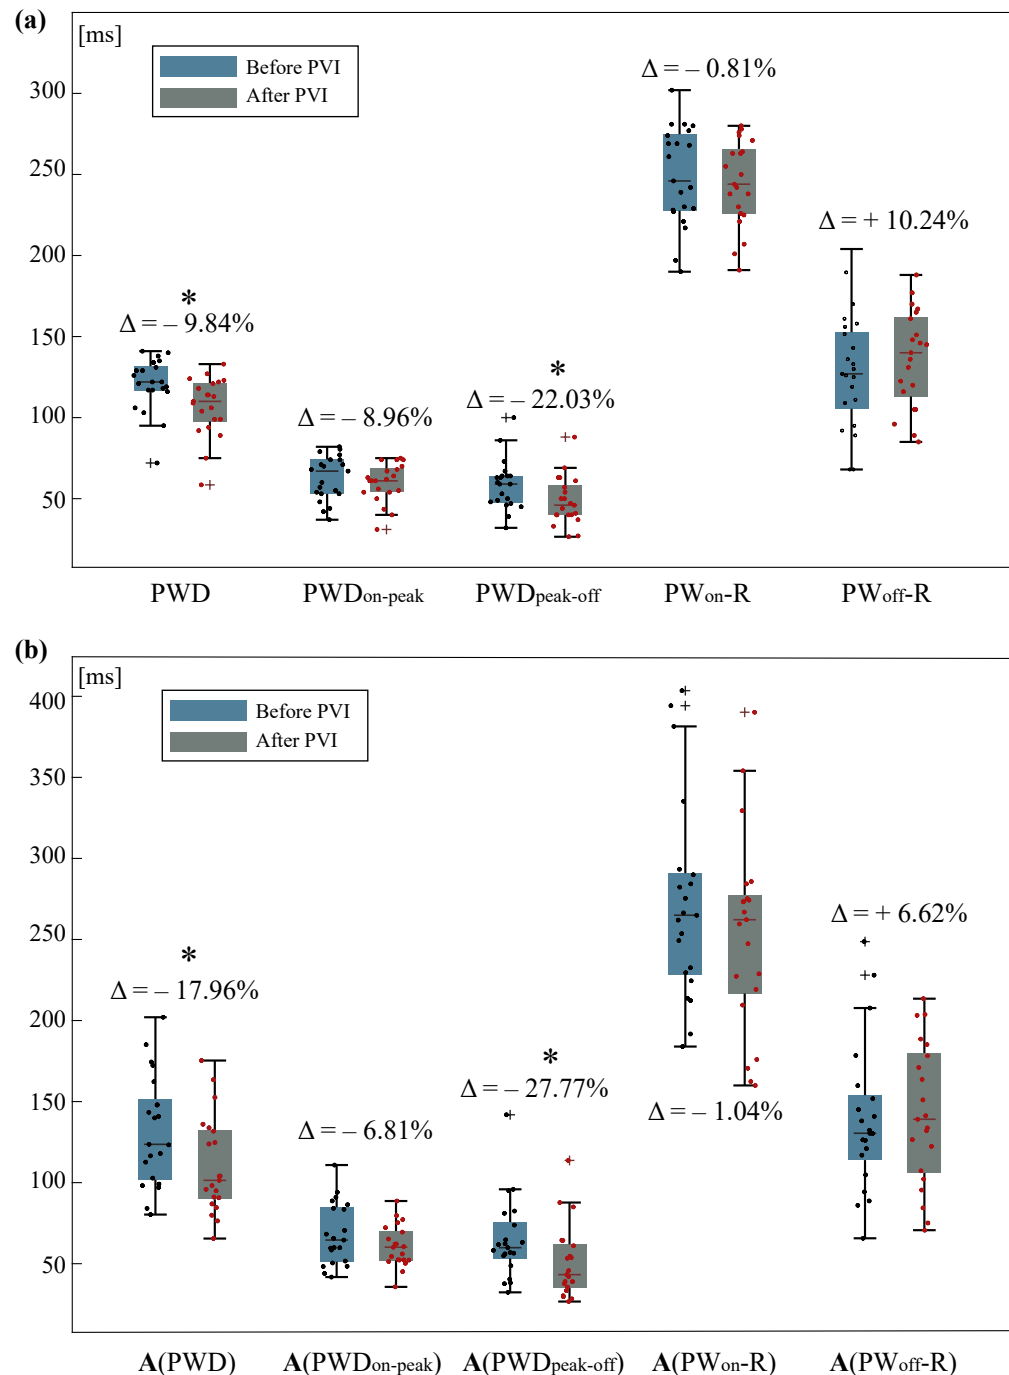 (a)
[ms]
Before PVI
After PVI
Δ = – 0.81%
300
250
Δ = + 10.24%
200
*
Δ = – 9.84%
150
*
Δ = – 8.96%
Δ = – 22.03%
100
50
PWD
PWDon-peak
PWDpeak-off
PWon-R
PWoff-R
(b)
[ms]
400
Before PVI
After PVI
350
300
Δ = + 6.62%
250
*
Δ = – 17.96%
200
*
Δ = – 27.77%
150
Δ = – 1.04%
Δ = – 6.81%
100
50
A(PWD)
A(PWDon-peak)
A(PWDpeak-off)
A(PWon-R)
A(PWoff-R)